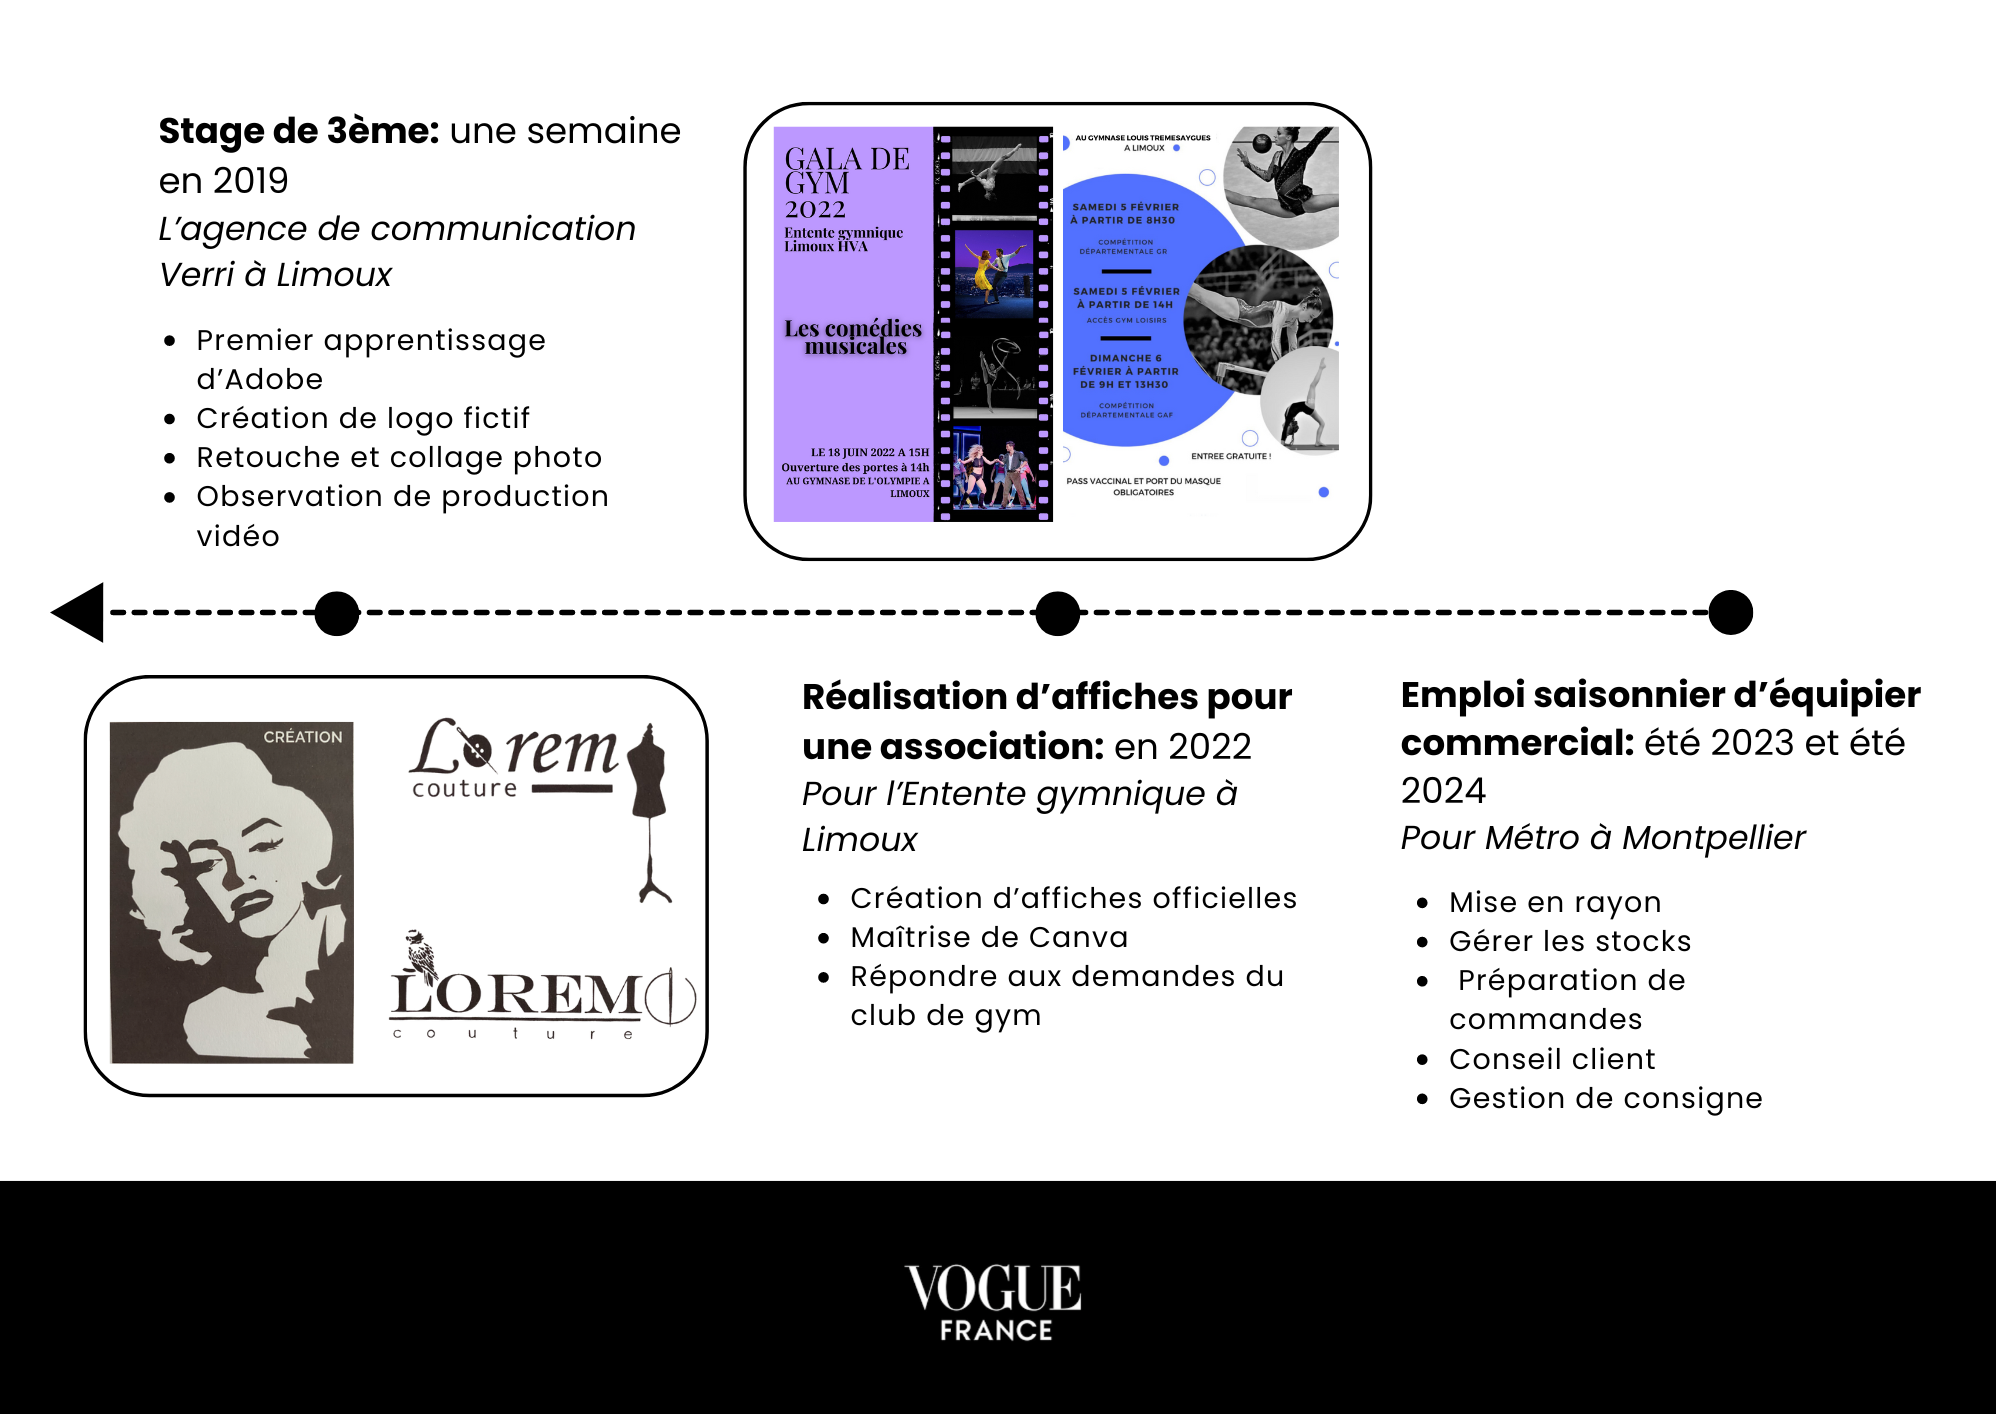 Stage de 3ème: une semaine
en 2019
L’agence de communication
Verri à Limoux
• Premier apprentissage
d’Adobe
• Création de logo fictif
• Retouche et collage photo
• Observation de production
vidéo
GALA DE
GYM
2022
Entente gymnique
Limoux HVA
Les comédies
musicales
LE 18 JUIN 2022 A 15H
Ouverture des portes à 14h
AU GYMNASE DE L'OLYMPIE A
LIMOUX
AU GYMNASE LOUIS TREMESAYGUES
A LIMOUX
SAMEDI 5 FÉVRIER
À PARTIR DE 8H30
COMPÉTITION
DÉPARTEMENTALE GR
SAMEDI 5 FÉVRIER
À PARTIR DE 14H
ACCÈS GYM LOISIRS
DIMANCHE 6
FÉVRIER À PARTIR
DE 9H ET 13H30
COMPÉTITION
DÉPARTEMENTALE GAF
ENTREE GRATUITE !
PASS VACCINAL ET PORT DU MASQUE
OBLIGATOIRES
CRÉATION
Lorem
couture
LOREM
couture
Réalisation d’affiches pour
une association: en 2022
Pour l’Entente gymnique à
Limoux
• Création d’affiches officielles
• Maîtrise de Canva
• Répondre aux demandes du
club de gym
Emploi saisonnier d’équipier
commercial: été 2023 et été
2024
Pour Métro à Montpellier
• Mise en rayon
• Gérer les stocks
• Préparation de
commandes
• Conseil client
• Gestion de consigne
VOGUE
FRANCE